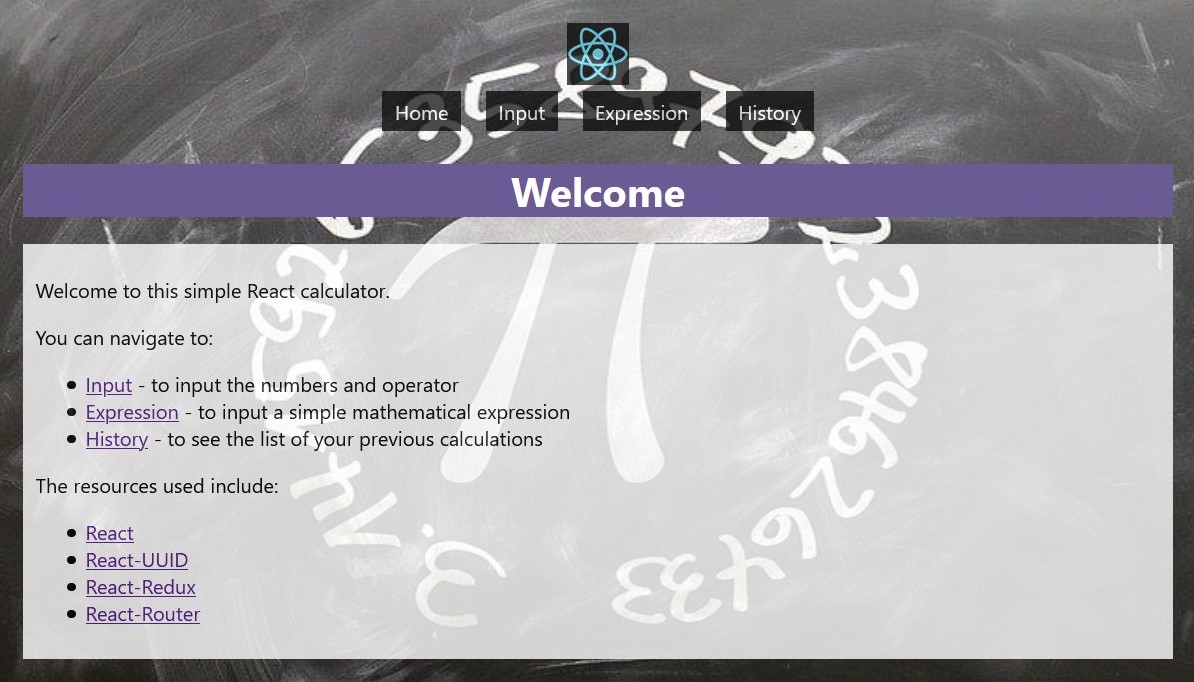 Home Input Expression History
Welcome
Welcome to this simple React calculator.
You can navigate to:
Input - to input the numbers and operator
Expression - to input a simple mathematical expression
History - to see the list of your previous calculations
The resources used include:
React
React-UUID
React-Redux
React-Router
π